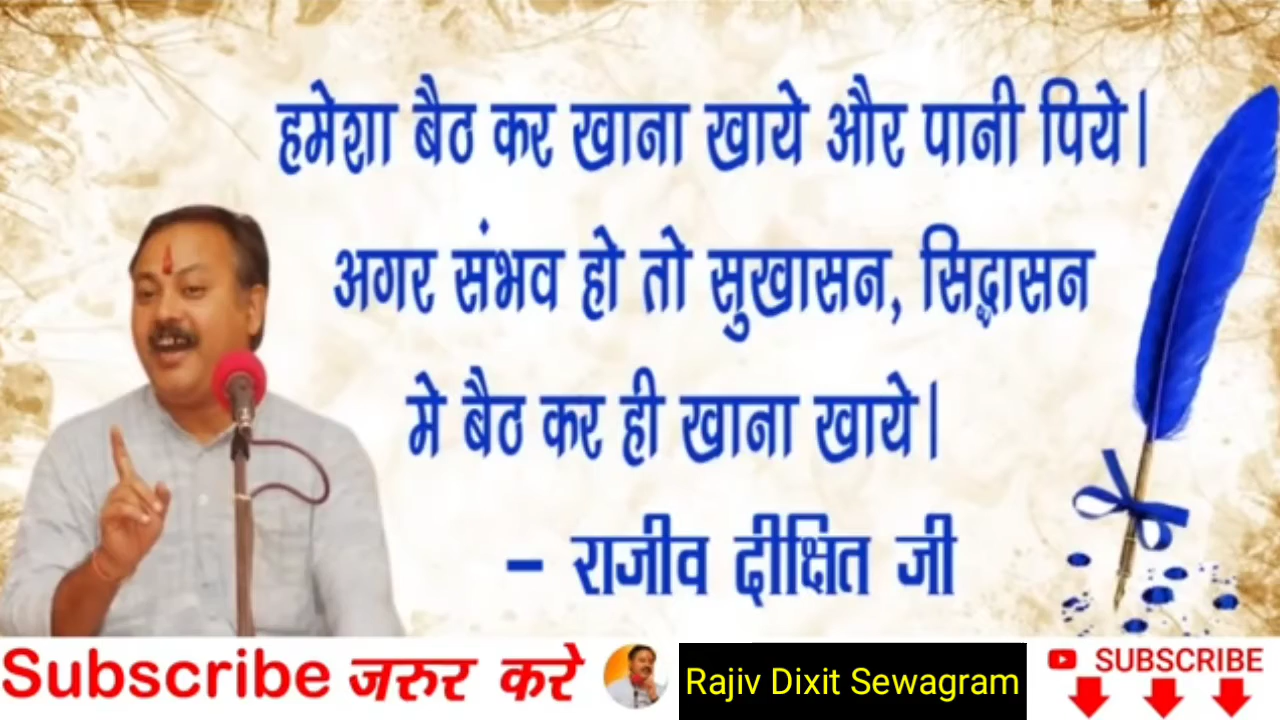 हमेशा बैठ कर खाना खाये और पानी पिये।
अगर संभव हो तो सुखासन, सिद्धासन
मे बैठ कर ही खाना खाये।
– राजीव दीक्षित जी
Subscribe जरुर करे
Rajiv Dixit Sewagram
SUBSCRIBE